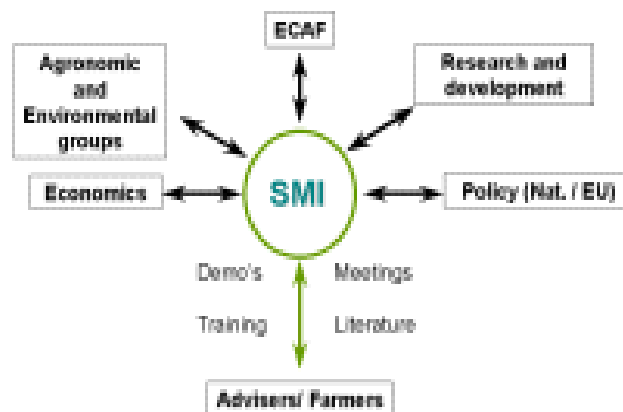 ECAF
Agronomic
and
Environmental
groups
Research and
development
Economics
SMI
Policy (Nat. / EU)
Demo's
Meetings
Training
Literature
Advisers/ Farmers